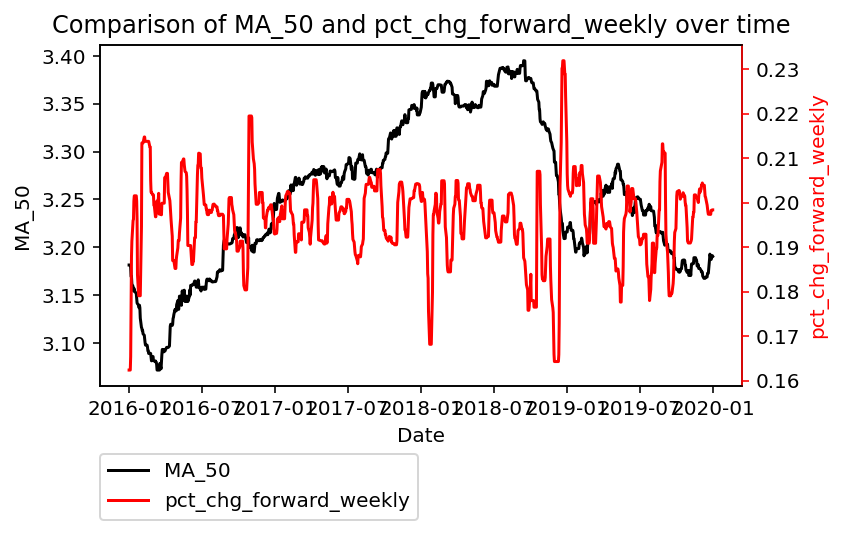 Comparison of MA_50 and pct_chg_forward_weekly over time
3.40
3.35
3.30
3.25
3.20
3.15
3.10
MA_50
0.23
0.22
0.21
0.20
0.19
0.18
0.17
0.16
pct_chg_forward_weekly
2016-01 2016-07 2017-01 2017-07 2018-01 2018-07 2019-01 2019-07 2020-01
Date
MA_50
pct_chg_forward_weekly